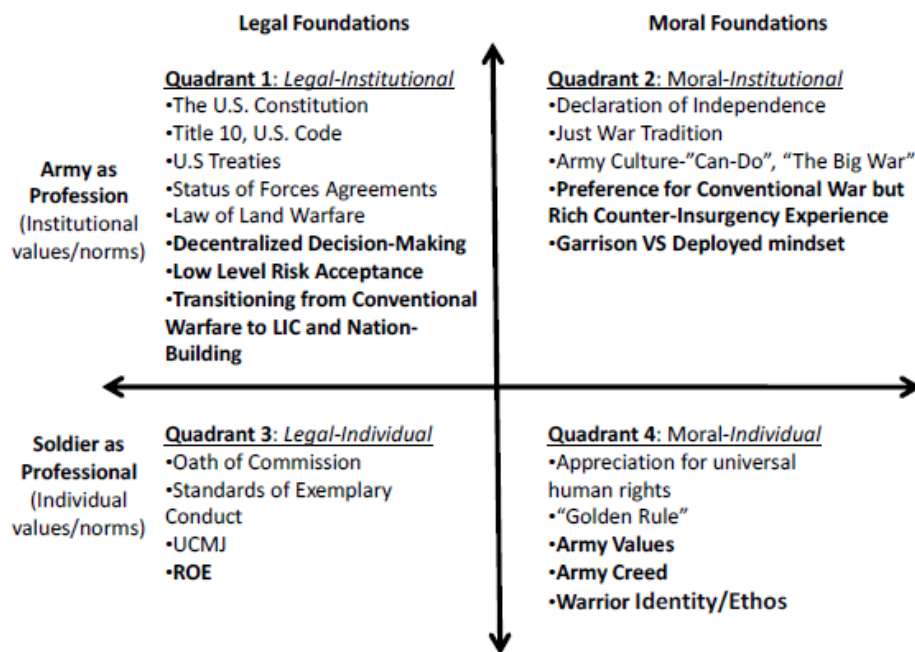 Legal Foundations
Moral Foundations
Army as
Profession
(Institutional
values/norms)
Quadrant 1: Legal-Institutional
•The U.S. Constitution
•Title 10, U.S. Code
•U.S Treaties
•Status of Forces Agreements
•Law of Land Warfare
•Decentralized Decision-Making
•Low Level Risk Acceptance
•Transitioning from Conventional
Warfare to LIC and Nation-
Building
Quadrant 2: Moral-Institutional
•Declaration of Independence
•Just War Tradition
•Army Culture-”Can-Do”, “The Big War”
•Preference for Conventional War but
Rich Counter-Insurgency Experience
•Garrison VS Deployed mindset
Soldier as
Professional
(Individual
values/norms)
Quadrant 3: Legal-Individual
•Oath of Commission
•Standards of Exemplary
Conduct
•UCMJ
•ROE
Quadrant 4: Moral-Individual
•Appreciation for universal
human rights
•“Golden Rule”
•Army Values
•Army Creed
•Warrior Identity/Ethos